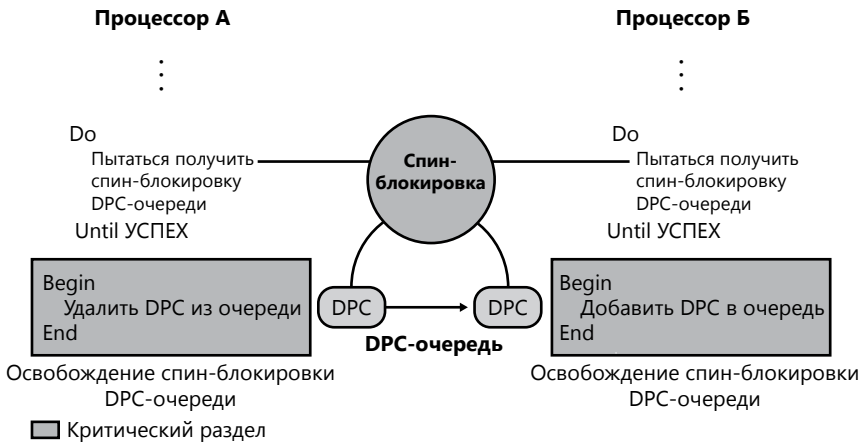 Процессор А
Do
Пытаться получить
спин-блокировку
DPC-очереди
Until УСПЕХ
Begin
Удалить DPC из очереди
End
Освобождение спин-блокировки
DPC-очереди
Критический раздел
Спин-
блокировка
DPC
DPC
DPC-очередь
Процессор Б
Do
Пытаться получить
спин-блокировку
DPC-очереди
Until УСПЕХ
Begin
Добавить DPC в очередь
End
Освобождение спин-блокировки
DPC-очереди